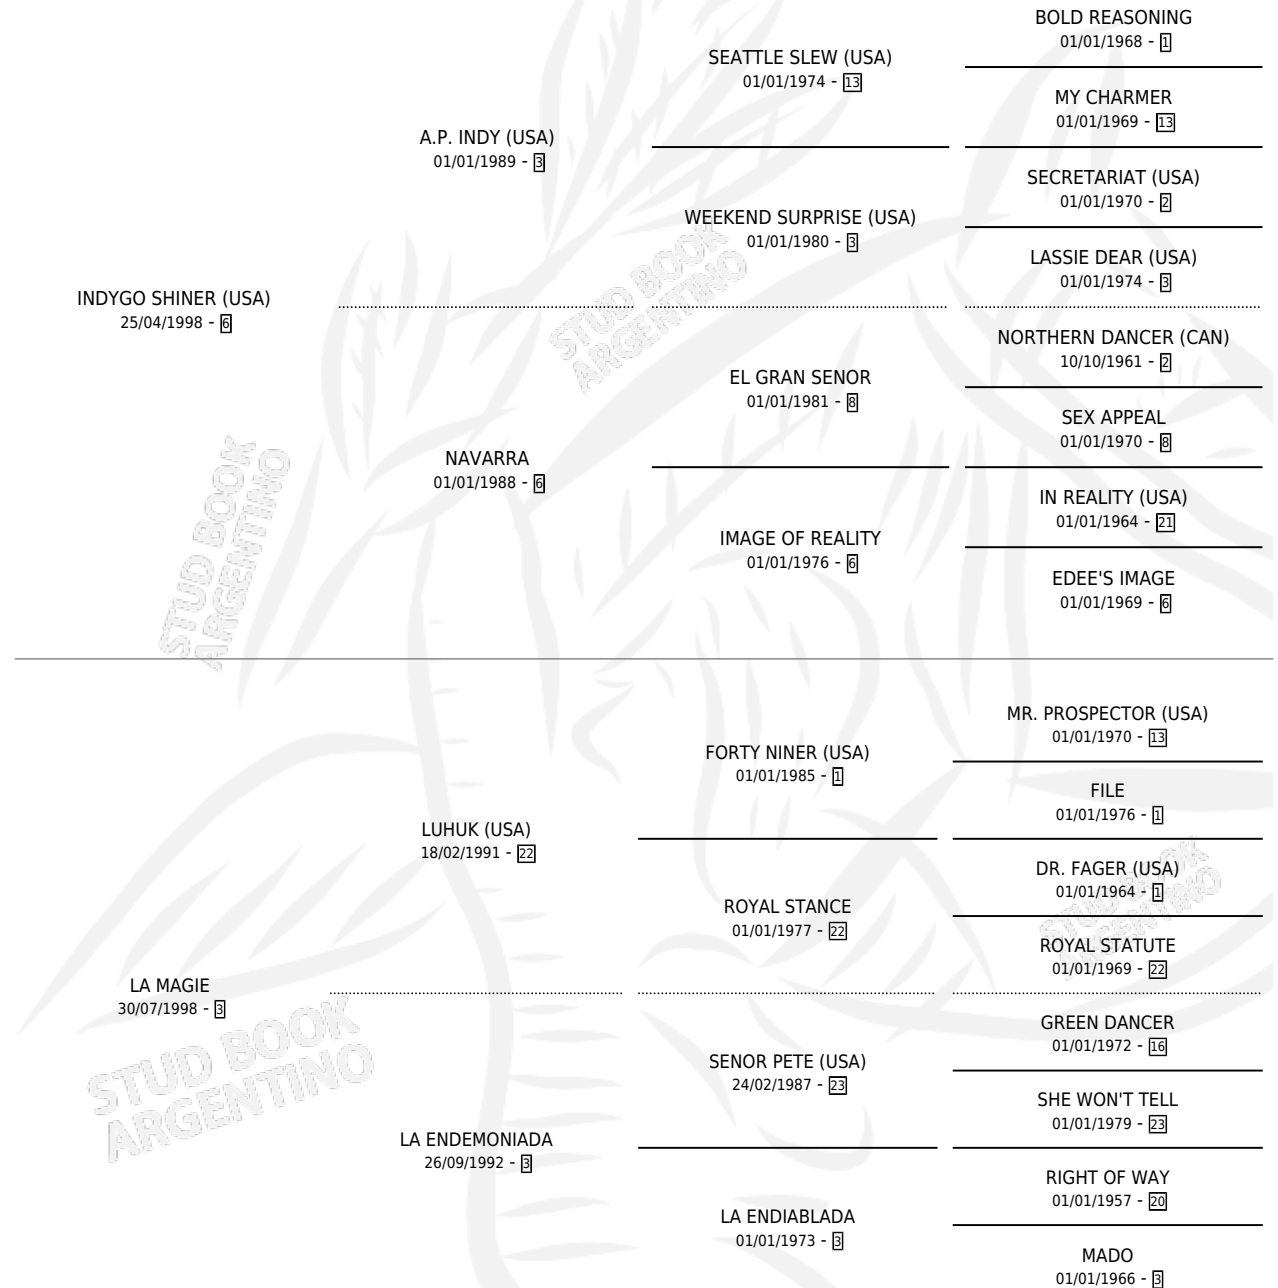 BOLD REASONING
01/01/1968 - 1
SEATTLE SLEW (USA)
01/01/1974 - 13
MY CHARMER
01/01/1969 - 13
A.P. INDY (USA)
01/01/1989 - 3
SECRETARIAT (USA)
01/01/1970 - 2
WEEKEND SURPRISE (USA)
01/01/1980 - 3
LASSIE DEAR (USA)
01/01/1974 - 3
INDYGO SHINER (USA)
25/04/1998 - 6
NORTHERN DANCER (CAN)
10/10/1961 - 2
EL GRAN SENOR
01/01/1981 - 8
SEX APPEAL
01/01/1970 - 8
NAVARRA
01/01/1988 - 6
IN REALITY (USA)
01/01/1964 - 21
IMAGE OF REALITY
01/01/1976 - 6
EDEE'S IMAGE
01/01/1969 - 6
STUD BOOK
ARGENTINO
STUD BOOK
ARGENTINO
MR. PROSPECTOR (USA)
01/01/1970 - 13
FORTY NINER (USA)
01/01/1985 - 1
FILE
01/01/1976 - 1
LUHUK (USA)
18/02/1991 - 22
DR. FAGER (USA)
01/01/1964 - 1
ROYAL STANCE
01/01/1977 - 22
ROYAL STATUTE
01/01/1969 - 22
STUD BOOK
ARGENTINO
LA MAGIE
30/07/1998 - 3
GREEN DANCER
01/01/1972 - 16
SENOR PETE (USA)
24/02/1987 - 23
SHE WON'T TELL
01/01/1979 - 23
STUD BOOK
ARGENTINO
LA ENDEMONIADA
26/09/1992 - 3
RIGHT OF WAY
01/01/1957 - 20
LA ENDIABLADA
01/01/1973 - 3
MADO
01/01/1966 - 3